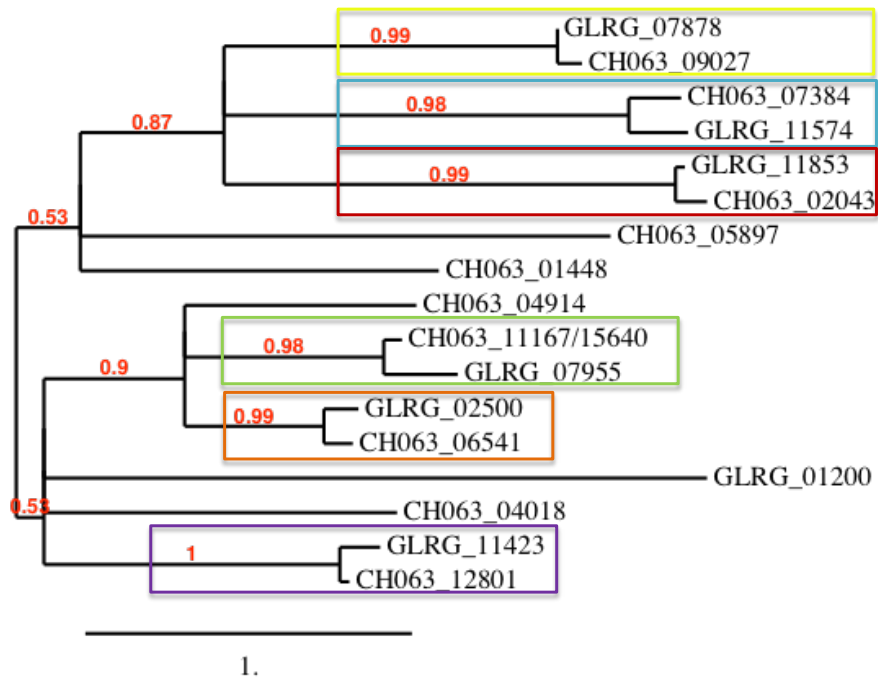 GLRG_07878
0.99
CH063_09027
CH063_07384
0.98
0.87
GLRG_11574
GLRG_11853
0.99
CH063_02043
0.53
CH063_05897
CH063_01448
CH063_04914
CH063_11167/15640
0.98
0.9
GLRG_07955
GLRG_02500
0.99
CH063_06541
GLRG_01200
0.53
CH063_04018
GLRG_11423
1
CH063_12801
1.